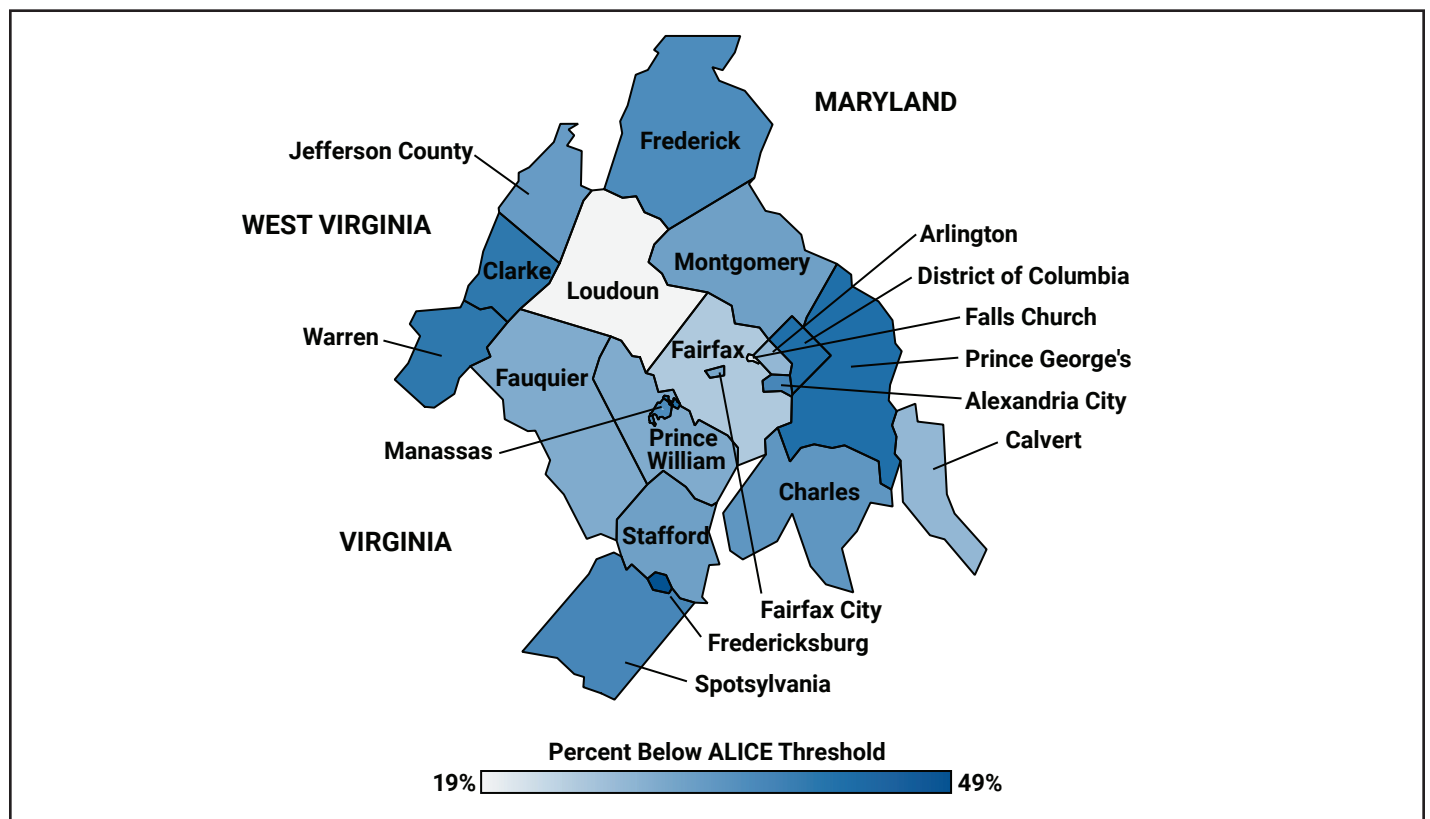 MARYLAND
Frederick
Jefferson County
WEST VIRGINIA
Arlington
Montgomery
Clarke
District of Columbia
Loudoun
Falls Church
Warren
Fairfax
Prince George's
Fauquier
Alexandria City
Calvert
Manassas
Prince
William
Charles
VIRGINIA
Stafford
Fairfax City
Fredericksburg
Spotsylvania
Percent Below ALICE Threshold
19%
49%